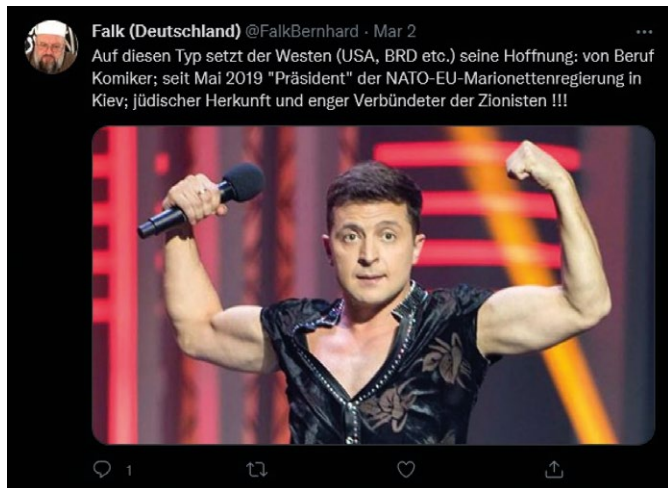 Falk (Deutschland) @FalkBernhard · Mar 2
Auf diesen Typ setzt der Westen (USA, BRD etc.) seine Hoffnung: von Beruf
Komiker; seit Mai 2019 "Präsident" der NATO-EU-Marionettenregierung in
Kiev; jüdischer Herkunft und enger Verbündeter der Zionisten !!!
1